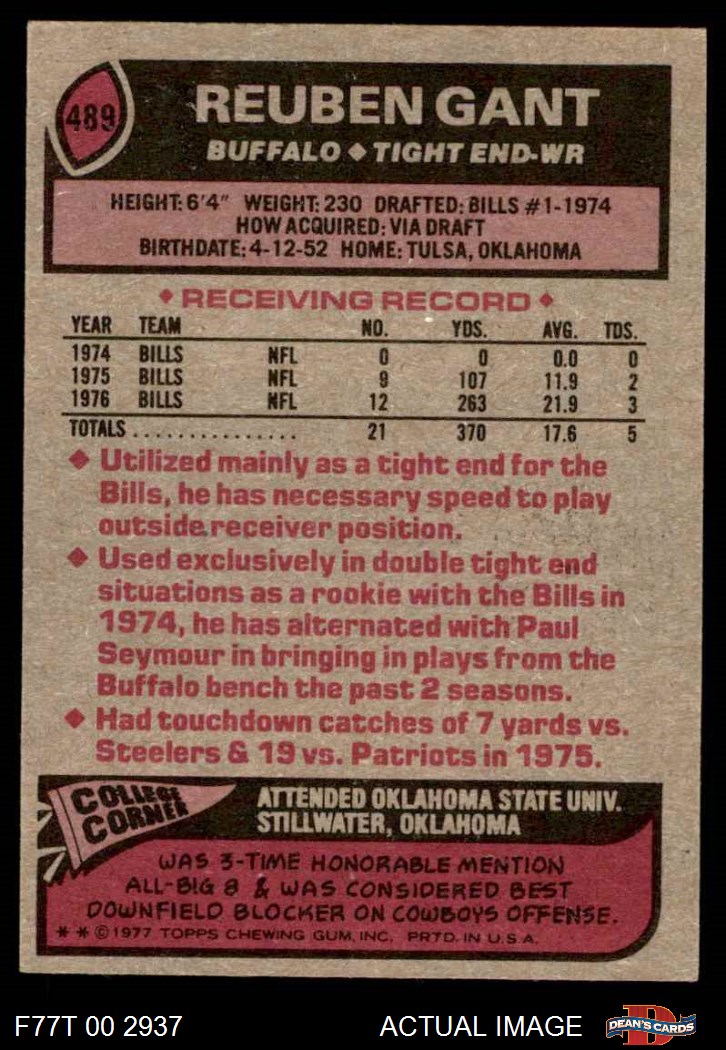 489
REUBEN GANT
BUFFALO ◆ TIGHT END-WR
HEIGHT: 6'4" WEIGHT: 230 DRAFTED: BILLS #1-1974
HOW ACQUIRED: VIA DRAFT
BIRTHDATE: 4-12-52 HOME: TULSA, OKLAHOMA
◆ RECEIVING RECORD ◆
YEAR TEAM NO. YDS. AVG. TDS.
1974 BILLS NFL 0 0 0.0 0
1975 BILLS NFL 9 107 11.9 2
1976 BILLS NFL 12 263 21.9 3
TOTALS ............... 21 370 17.6 5
◆ Utilized mainly as a tight end for the
Bills, he has necessary speed to play
outside receiver position.
◆ Used exclusively in double tight end
situations as a rookie with the Bills in
1974, he has alternated with Paul
Seymour in bringing in plays from the
Buffalo bench the past 2 seasons.
◆ Had touchdown catches of 7 yards vs.
Steelers & 19 vs. Patriots in 1975.
COLLEGE
CORNER
ATTENDED OKLAHOMA STATE UNIV.
STILLWATER, OKLAHOMA
WAS 3-TIME HONORABLE MENTION
ALL-BIG 8 & WAS CONSIDERED BEST
DOWNFIELD BLOCKER ON COWBOYS OFFENSE.
* * © 1977 TOPPS CHEWING GUM, INC. PRTD. IN U.S.A.
F77T 00 2937 ACTUAL IMAGE
D
DEAN'S CARDS